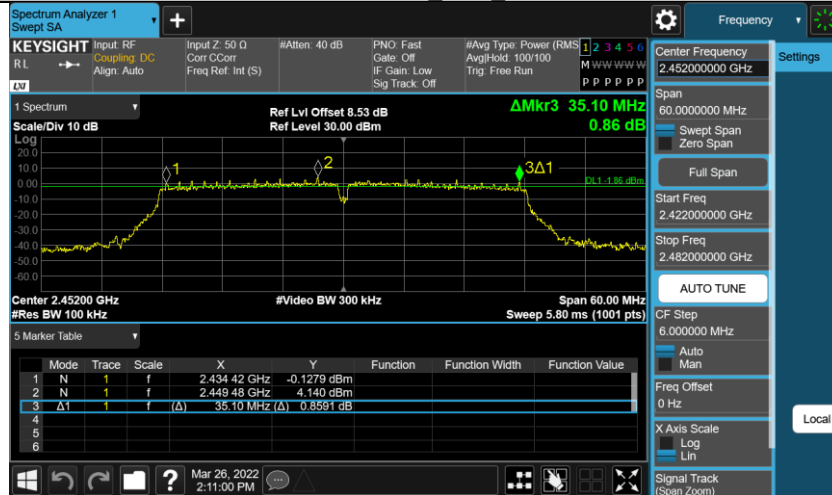 Spectrum Analyzer 1
Swept SA
Frequency
KEYSIGHT
RL
LXI
Input: RF
Coupling: DC
Align: Auto
Input Z: 50 Ω
Corr CCorr
Freq Ref: Int (S)
#Atten: 40 dB
PNO: Fast
Gate: Off
IF Gain: Low
Sig Track: Off
#Avg Type: Power (RMS
Avg|Hold: 100/100
Trig: Free Run
1 2 3 4 5 6
M W W W W W
P P P P P P
1 Spectrum
Scale/Div 10 dB
Ref Lvl Offset 8.53 dB
Ref Level 30.00 dBm
ΔMkr3 35.10 MHz
0.86 dB
Log
20.0
10.0
0.00
-10.0
-20.0
-30.0
-40.0
-50.0
-60.0
1
2
3Δ1
DL1 -1.86 dBm
Center 2.45200 GHz
#Video BW 300 kHz
Span 60.00 MHz
#Res BW 100 kHz
Sweep 5.80 ms (1001 pts)
5 Marker Table
Mode Trace Scale X Y Function Function Width Function Value
1 N 1 f 2.434 42 GHz -0.1279 dBm
2 N 1 f 2.449 48 GHz 4.140 dBm
3 Δ1 1 f (Δ) 35.10 MHz (Δ) 0.8591 dB
4
5
6
Mar 26, 2022
2:11:00 PM
Center Frequency
2.452000000 GHz
Span
60.0000000 MHz
Swept Span
Zero Span
Full Span
Start Freq
2.422000000 GHz
Stop Freq
2.482000000 GHz
AUTO TUNE
CF Step
6.000000 MHz
Auto
Man
Freq Offset
0 Hz
X Axis Scale
Log
Lin
Signal Track
(Span Zoom)
Settings
Local